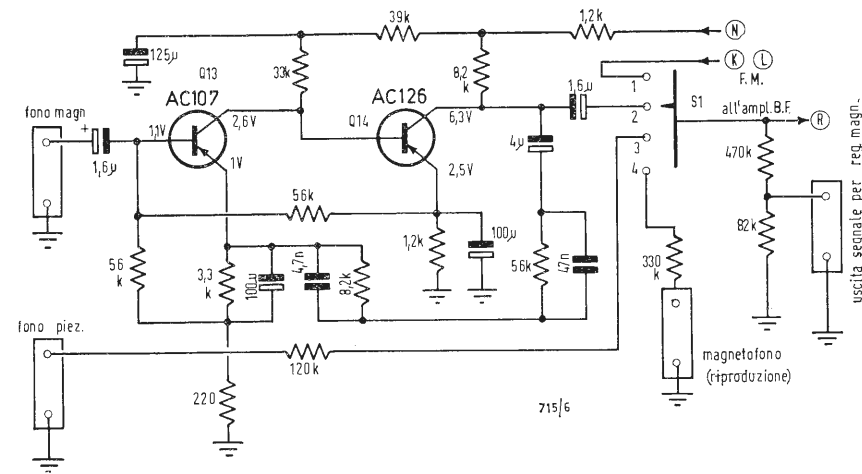 39k
1,2k
N
125µ
Q13
33k
8,2
k
K L
F.M.
1,6µ
1
S1
fono magn
AC107
AC126
2,6V
6,3V
2
all'ampl.B.F.
R
+
1,1V
Q14
4µ
3
470k
1,6µ
1V
2,5V
4
56k
56
k
3,3
k
100µ
4,7n
8,2k
1,2k
100µ
56k
47n
330
k
82k
uscita segnale per reg. magn.
fono piez.
120k
magnetofono
(riproduzione)
220
715/6